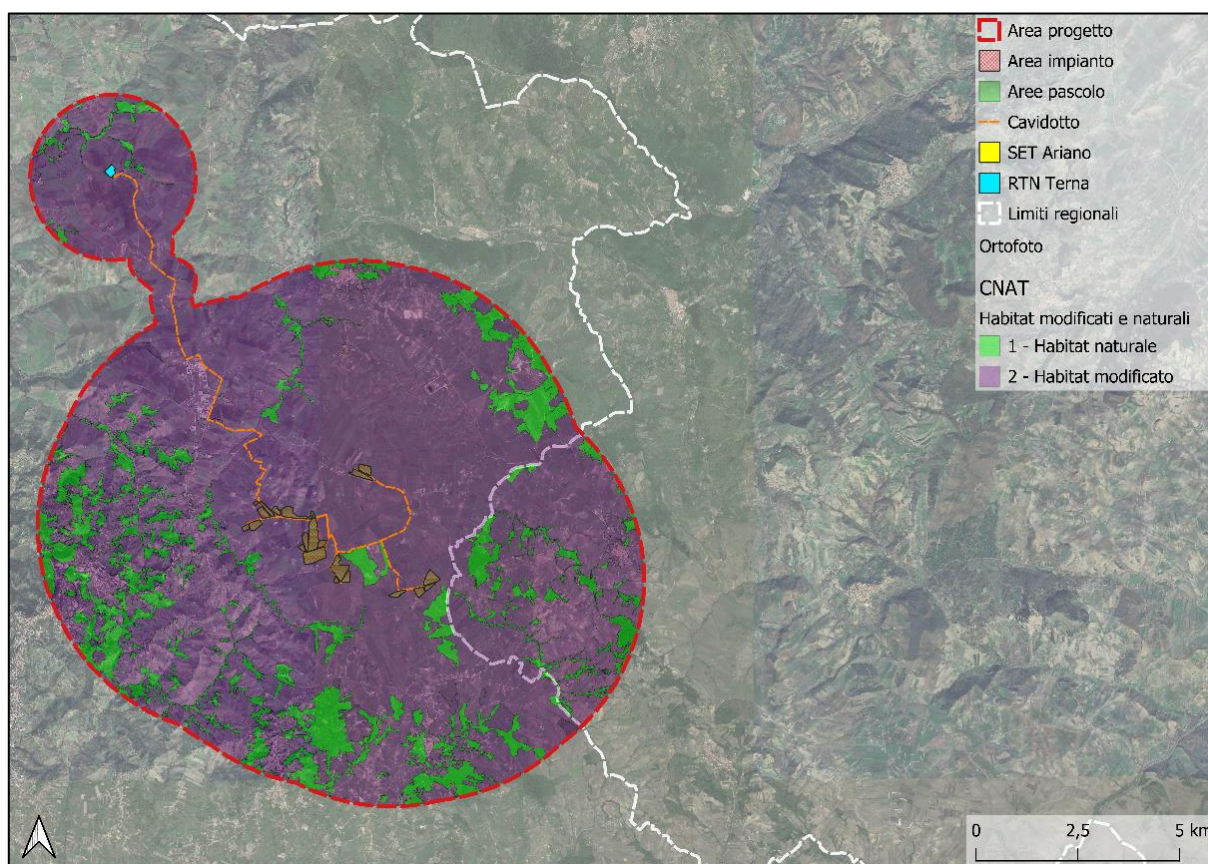 Area progetto
Area impianto
Aree pascolo
Cavidotto
SET Ariano
RTN Terna
Limiti regionali
Ortofoto
CNAT
Habitat modificati e naturali
1 - Habitat naturale
2 - Habitat modificato
0 2,5 5 km